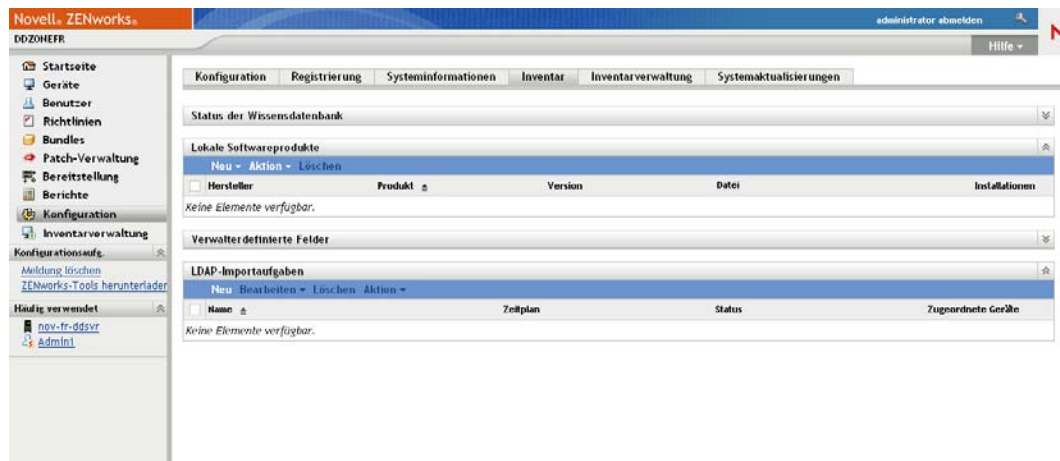 Novell® ZENworks®
administrator abmelden
DDZONEFR
Hilfe
Startseite
Geräte
Benutzer
Richtlinien
Bundles
Patch-Verwaltung
Bereitstellung
Berichte
Konfiguration
Inventarverwaltung
Konfigurationsaufg.
Meldung löschen
ZENworks-Tools herunterlader
Häufig verwendet
nov-fr-ddsvr
Admin1
Konfiguration Registrierung Systeminformationen Inventar Inventarverwaltung Systemaktualisierungen
Status der Wissensdatenbank
Lokale Softwareprodukte
Neu Aktion Löschen
Hersteller Produkt Version Datei Installationen
Keine Elemente verfügbar.
Verwalterdefinierte Felder
LDAP-Importaufgaben
Neu Bearbeiten Löschen Aktion
Name Zeitplan Status Zugeordnete Geräte
Keine Elemente verfügbar.